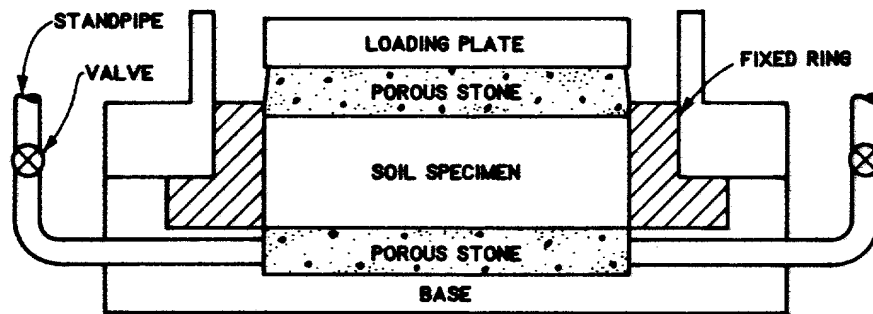 STANDPIPE
LOADING PLATE
VALVE
FIXED RING
POROUS STONE
SOIL SPECIMEN
POROUS STONE
BASE